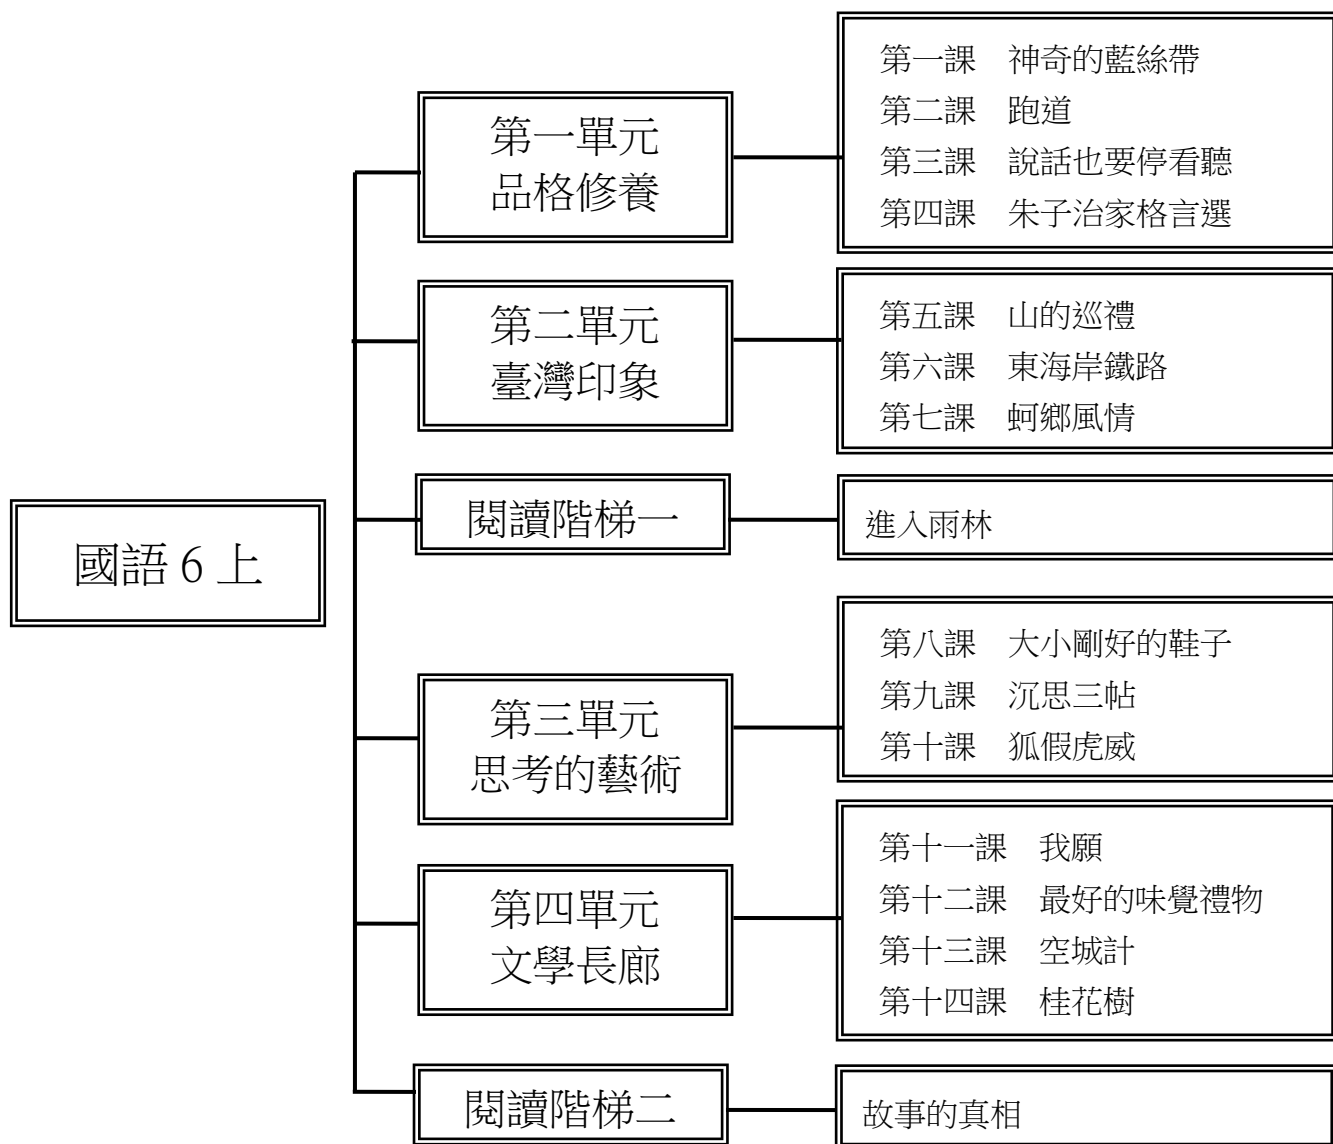 國語 6 上
第一單元
品格修養
第一課　神奇的藍絲帶
第二課　跑道
第三課　說話也要停看聽
第四課　朱子治家格言選
第二單元
臺灣印象
第五課　山的巡禮
第六課　東海岸鐵路
第七課　蚵鄉風情
閱讀階梯一
進入雨林
第三單元
思考的藝術
第八課　大小剛好的鞋子
第九課　沉思三帖
第十課　狐假虎威
第四單元
文學長廊
第十一課　我願
第十二課　最好的味覺禮物
第十三課　空城計
第十四課　桂花樹
閱讀階梯二
故事的真相